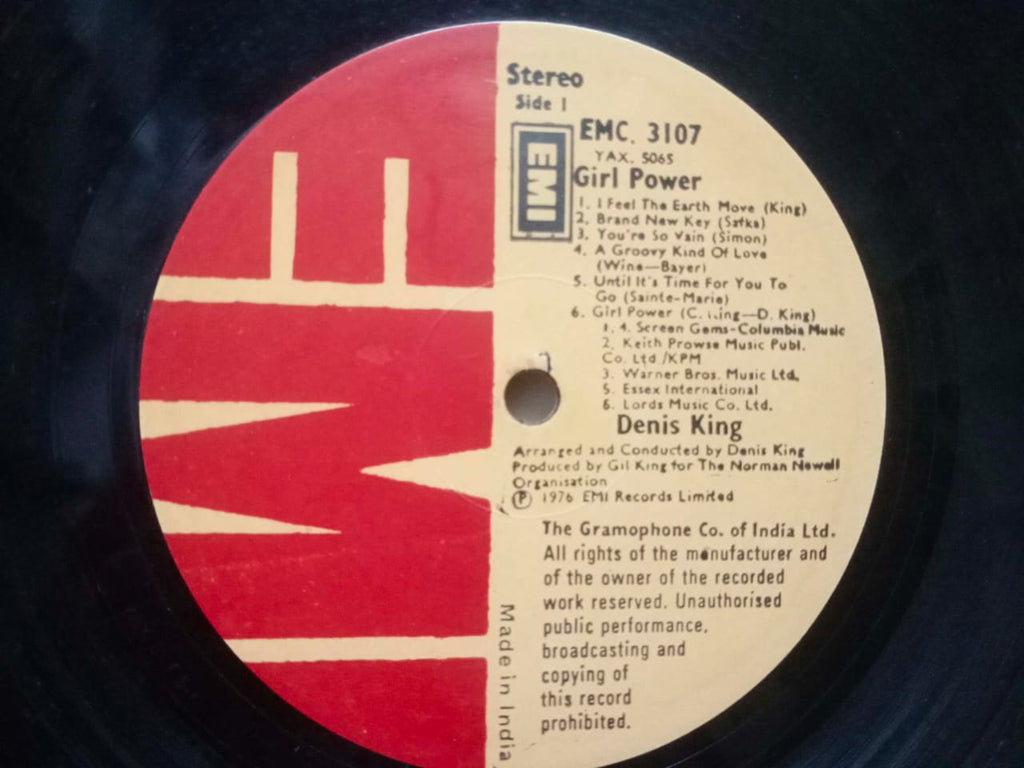 EMI
Stereo
Side 1
EMI
EMC. 3107
YAX. 5065
Girl Power
1. I Feel The Earth Move (King)
2. Brand New Key (Safka)
3. You're So Vain (Simon)
4. A Groovy Kind Of Love
(Wine—Bayer)
5. Until It's Time For You To
Go (Sainte-Marie)
6. Girl Power (C. King—D. King)
1. 4. Screen Gems-Columbia Music
2. Keith Prowse Music Publ.
Co. Ltd /KPM
3. Warner Bros. Music Ltd.
5. Essex International
6. Lords Music Co. Ltd.
Denis King
Arranged and Conducted by Denis King
Produced by Gil King for The Norman Newell
Organisation
Ⓟ 1976 EMI Records Limited
The Gramophone Co. of India Ltd.
All rights of the manufacturer and
of the owner of the recorded
work reserved. Unauthorised
public performance,
broadcasting and
copying of
this record
prohibited.
Made in India